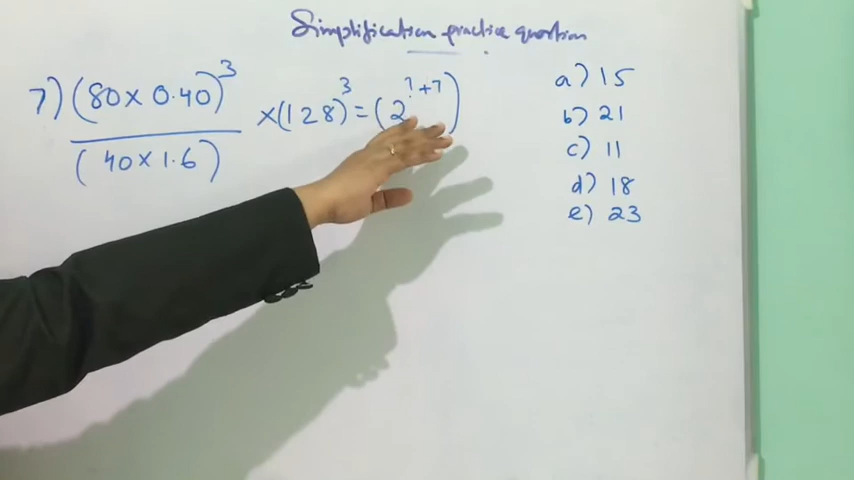 Simplification practice question
7) (80 x 0.40)³ / (40 x 1.6) x (128)³ = (2^(?+7))
a) 15
b) 21
c) 11
d) 18
e) 23